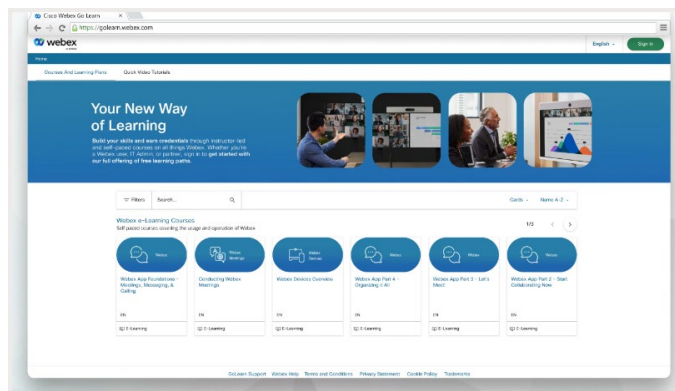 Cisco Webex Go Learn
https://golearn.webex.com
webex
English
Sign In
Home
Courses And Learning Plans Quick Video Tutorials
Your New Way
of Learning
Build your skills and earn credentials through instructor-led
and self-paced courses on all things
Webex. Whether you're
a Webex user, IT Admin, or partner, sign in to get started with
our full offering of free learning paths.
Filters Search... Cards Name A-Z
Webex e-Learning Courses
Self paced courses covering the usage and operation of Webex
1/3
Webex
Webex Meetings
Webex Devices
Webex
Webex
Webex
Webex App Foundations -
Meetings, Messaging, &
Calling
Conducting Webex
Meetings
Webex Devices Overview
Webex App Part 4 -
Organizing it All
Webex App Part 3 - Let's
Meet!
Webex App Part 2 - Start
Collaborating Now
EN EN EN EN EN EN
E-Learning E-Learning E-Learning E-Learning E-Learning E-Learning
GoLearn Support Webex Help Terms and Conditions Privacy Statement Cookie Policy Trademarks